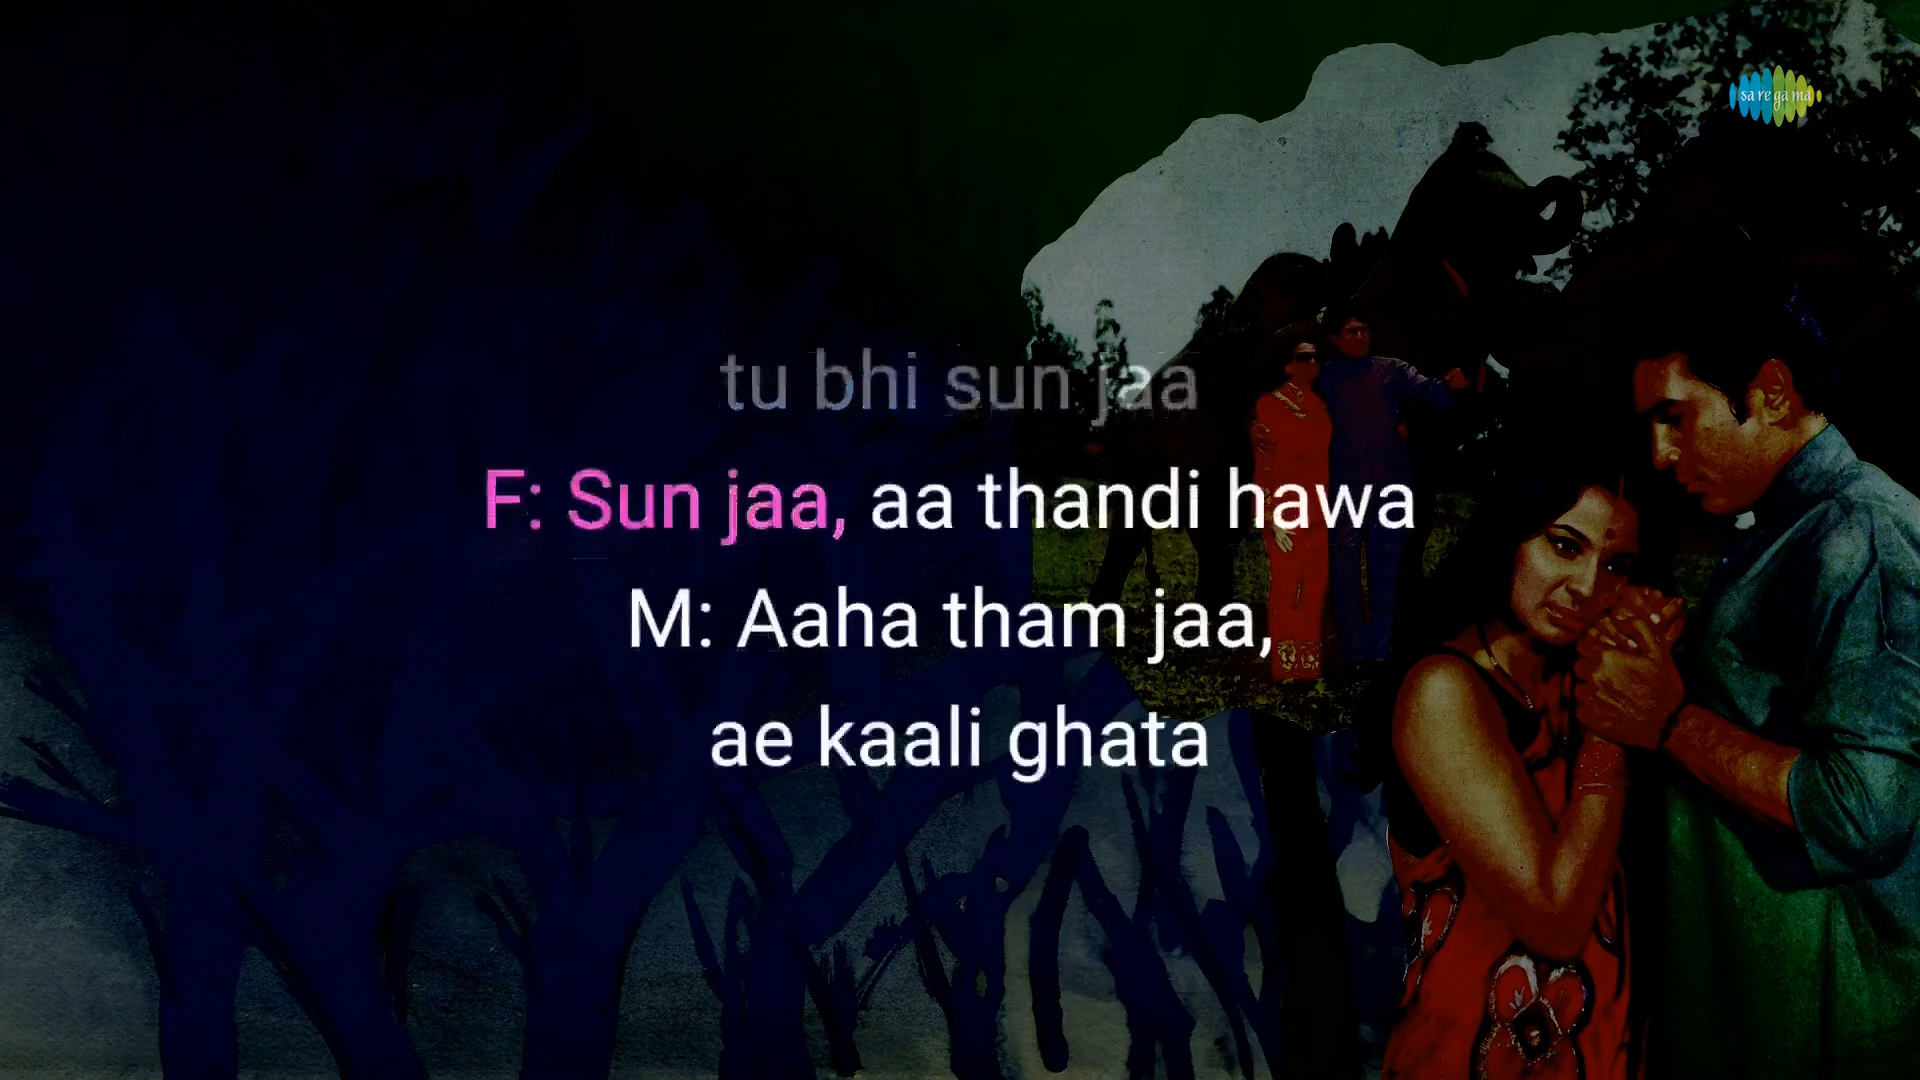 sa re ga ma
tu bhi sun jaa
F: Sun jaa, aa thandi hawa
M: Aaha tham jaa,
ae kaali ghata